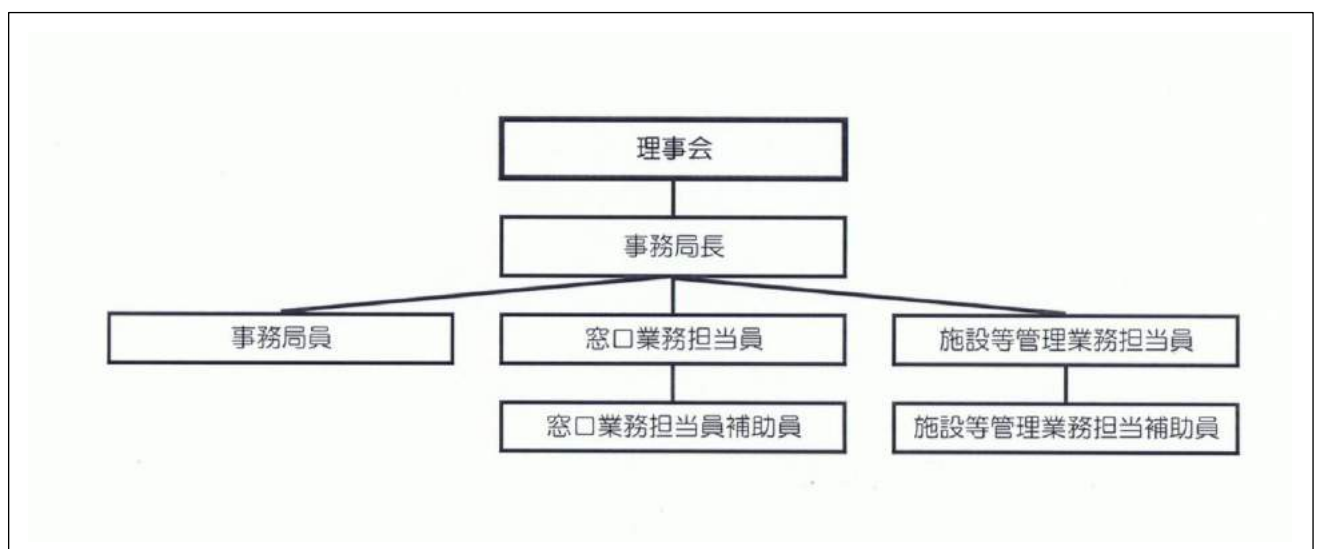 理事会
事務局長
事務局員
窓口業務担当員
施設等管理業務担当員
窓口業務担当員補助員
施設等管理業務担当補助員